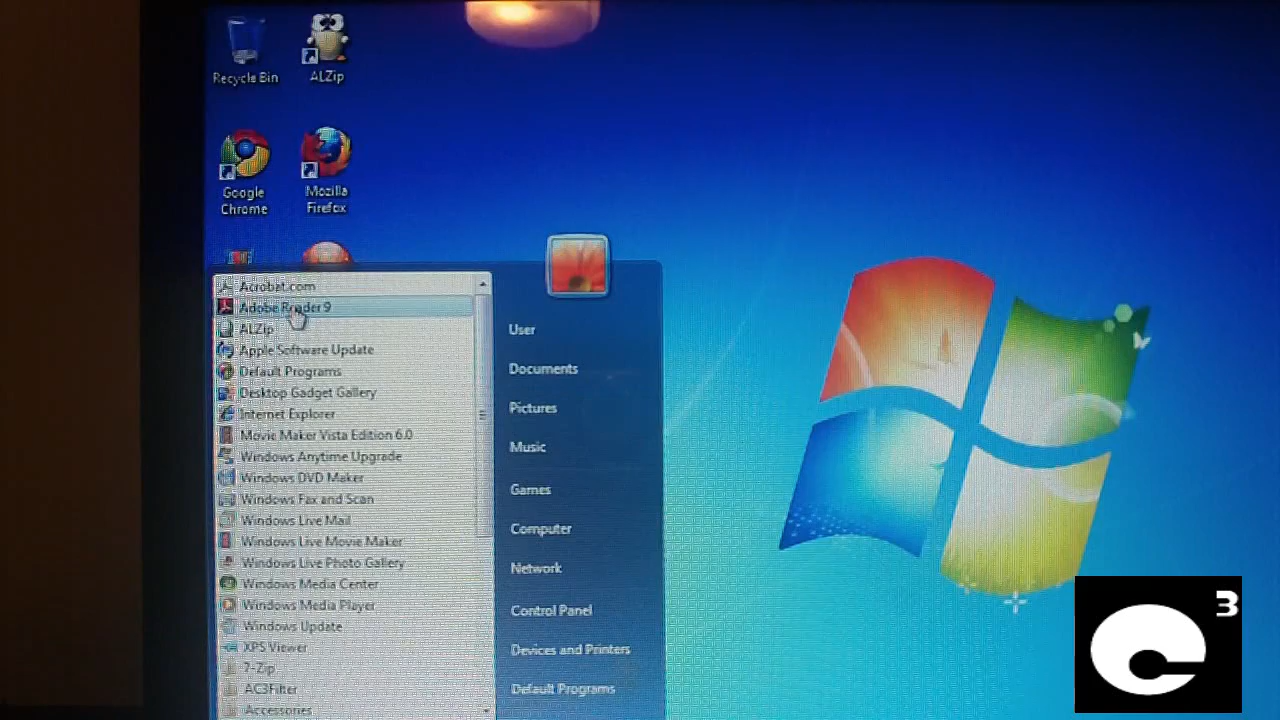 Recycle Bin
ALZip
Google
Chrome
Mozilla
Firefox
Acrobat.com
Adobe Reader 9
ALZip
Apple Software Update
Default Programs
Desktop Gadget Gallery
Internet Explorer
Movie Maker Vista Edition 6.0
Windows Anytime Upgrade
Windows DVD Maker
Windows Fax and Scan
Windows Live Mail
Windows Live Movie Maker
Windows Live Photo Gallery
Windows Media Center
Windows Media Player
Windows Update
XPS Viewer
7-Zip
AC3Filter
Accessories
User
Documents
Pictures
Music
Games
Computer
Network
Control Panel
Devices and Printers
Default Programs
3